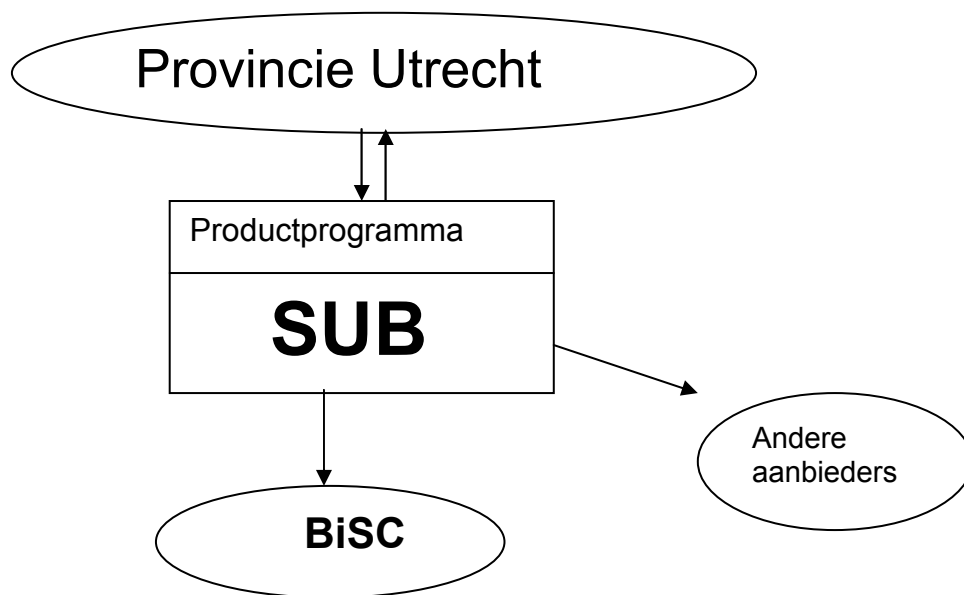 Provincie Utrecht
Productprogramma
SUB
Andere
aanbieders
BiSC